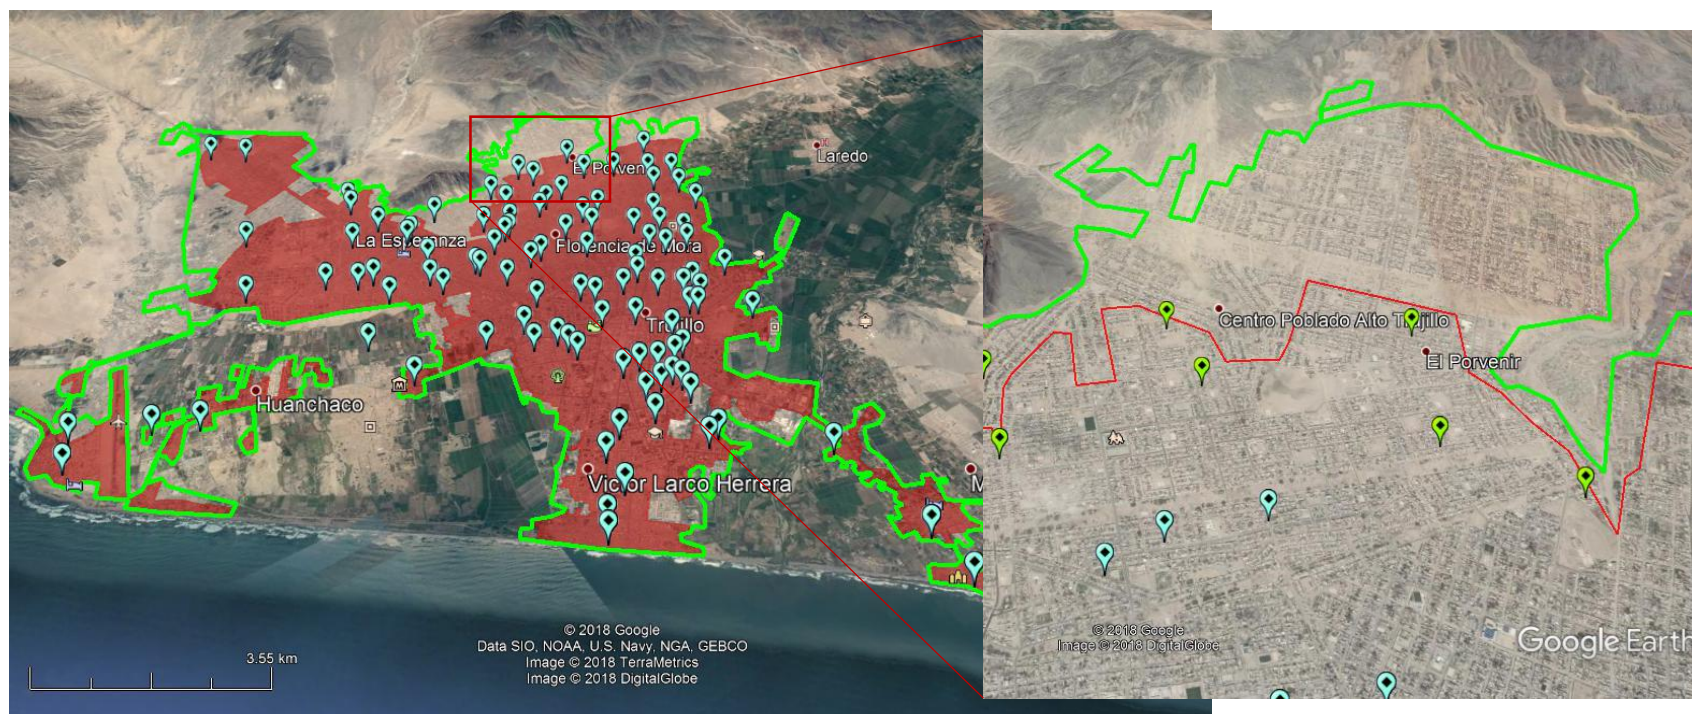 Laredo
El Porveni
La Esperanza
Florencia de Mora
Trujillo
Huanchaco
Victor Larco Herrera
M
3.55 km
© 2018 Google
Data SIO, NOAA, U.S. Navy, NGA, GEBCO
Image © 2018 TerraMetrics
Image © 2018 DigitalGlobe
Centro Poblado Alto Trujillo
El Porvenir
© 2018 Google
Image © 2018 DigitalGlobe
Google Earth